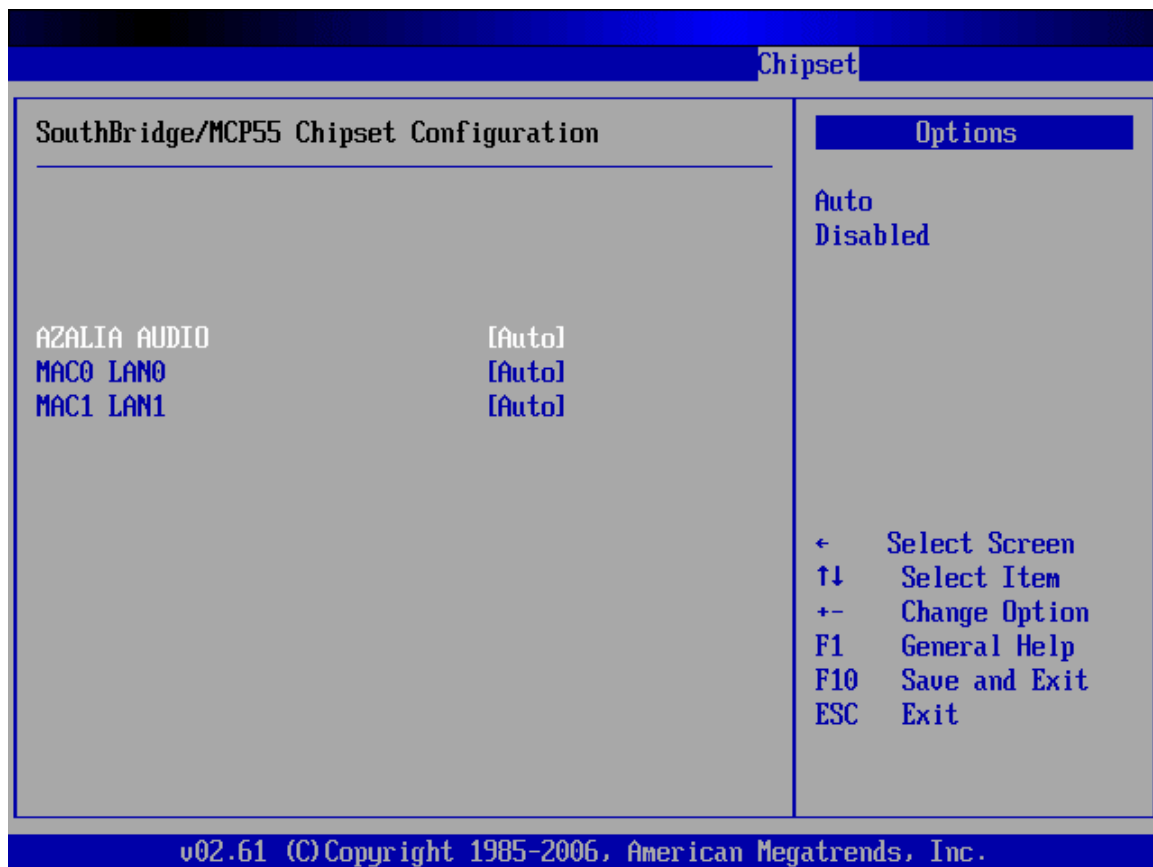 Chipset
SouthBridge/MCP55 Chipset Configuration
AZALIA AUDIO [Auto]
MAC0 LAN0 [Auto]
MAC1 LAN1 [Auto]
Options
Auto
Disabled
← Select Screen
↑↓ Select Item
+- Change Option
F1 General Help
F10 Save and Exit
ESC Exit
v02.61 (C)Copyright 1985-2006, American Megatrends, Inc.